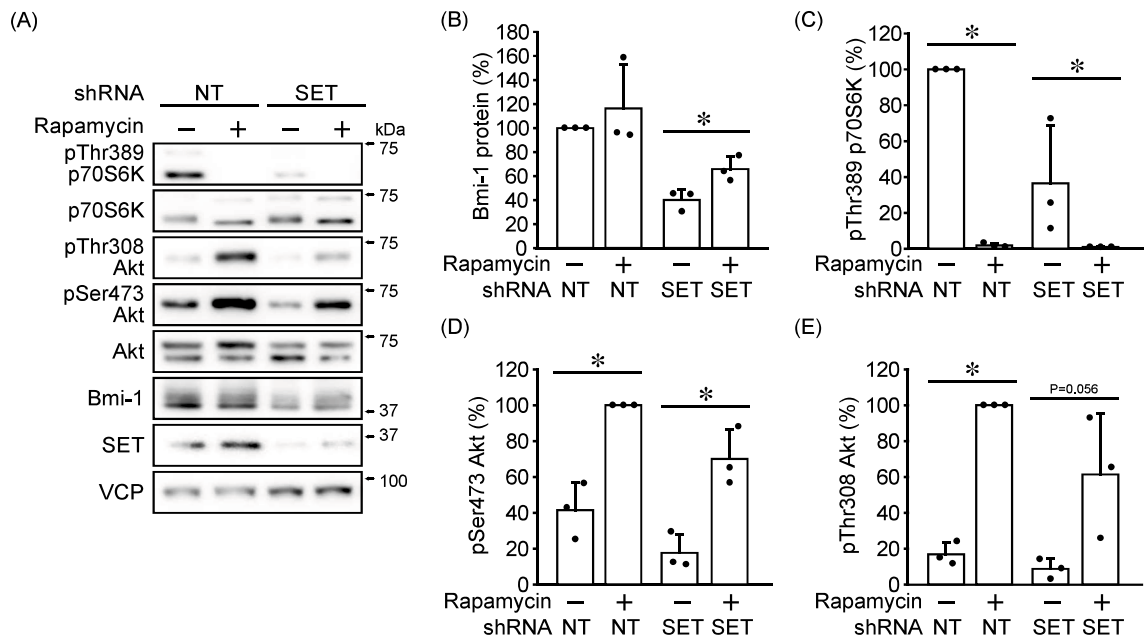 (A)
shRNA NT SET
Rapamycin − + − + kDa
pThr389
p70S6K
75
p70S6K
75
pThr308
Akt
75
pSer473
Akt
75
Akt
75
Bmi-1
37
SET
37
VCP
100
(B)
Bmi-1 protein (%)
180
160
140
120
100
80
60
40
20
0
*
Rapamycin − + − +
shRNA NT NT SET SET
(C)
pThr389 p70S6K (%)
120
100
80
60
40
20
0
* *
Rapamycin − + − +
shRNA NT NT SET SET
(D)
pSer473 Akt (%)
120
100
80
60
40
20
0
* *
Rapamycin − + − +
shRNA NT NT SET SET
(E)
pThr308 Akt (%)
120
100
80
60
40
20
0
* P=0.056
Rapamycin − + − +
shRNA NT NT SET SET